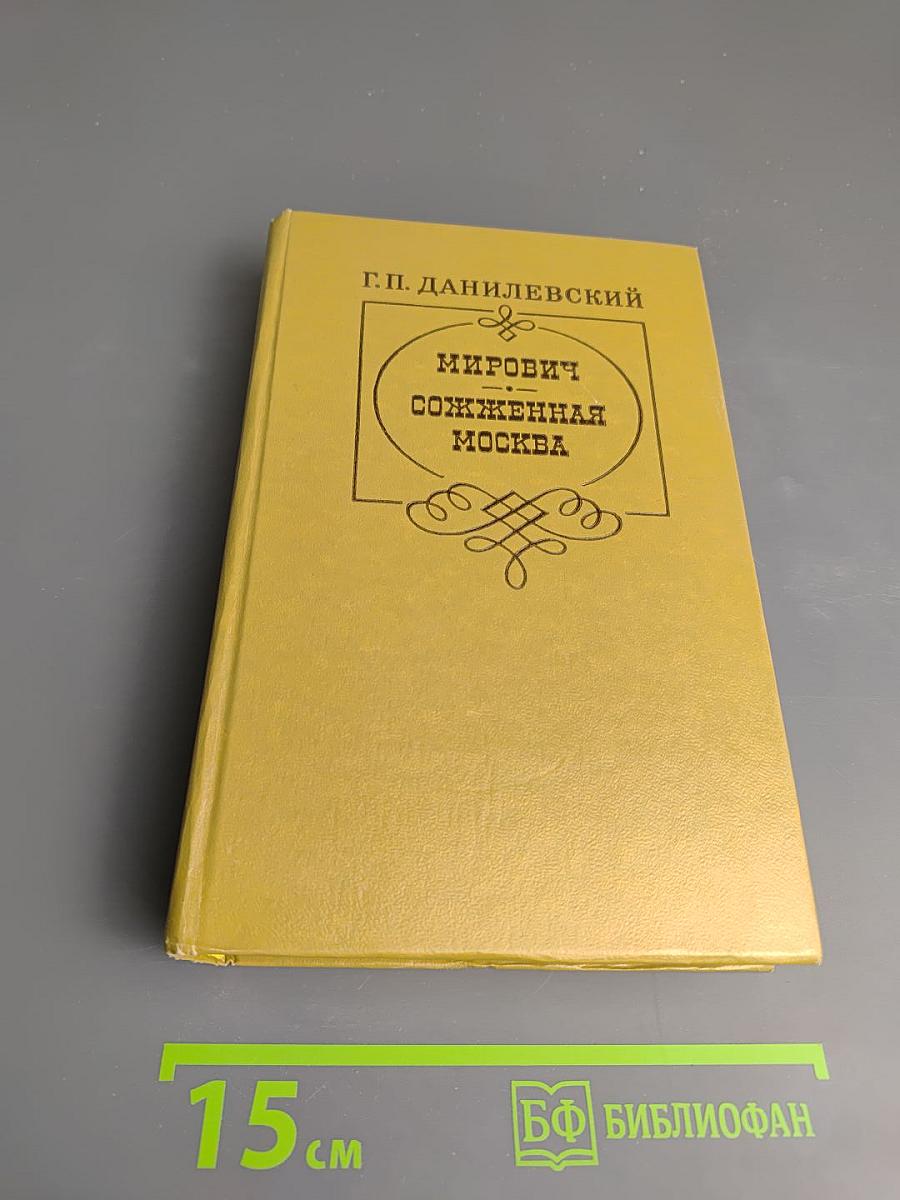 Г.П. ДАНИЛЕВСКИЙ
МИРОВИЧ
СОЖЖЕННАЯ
МОСКВА
15 см
БФ БИБЛИОФАН